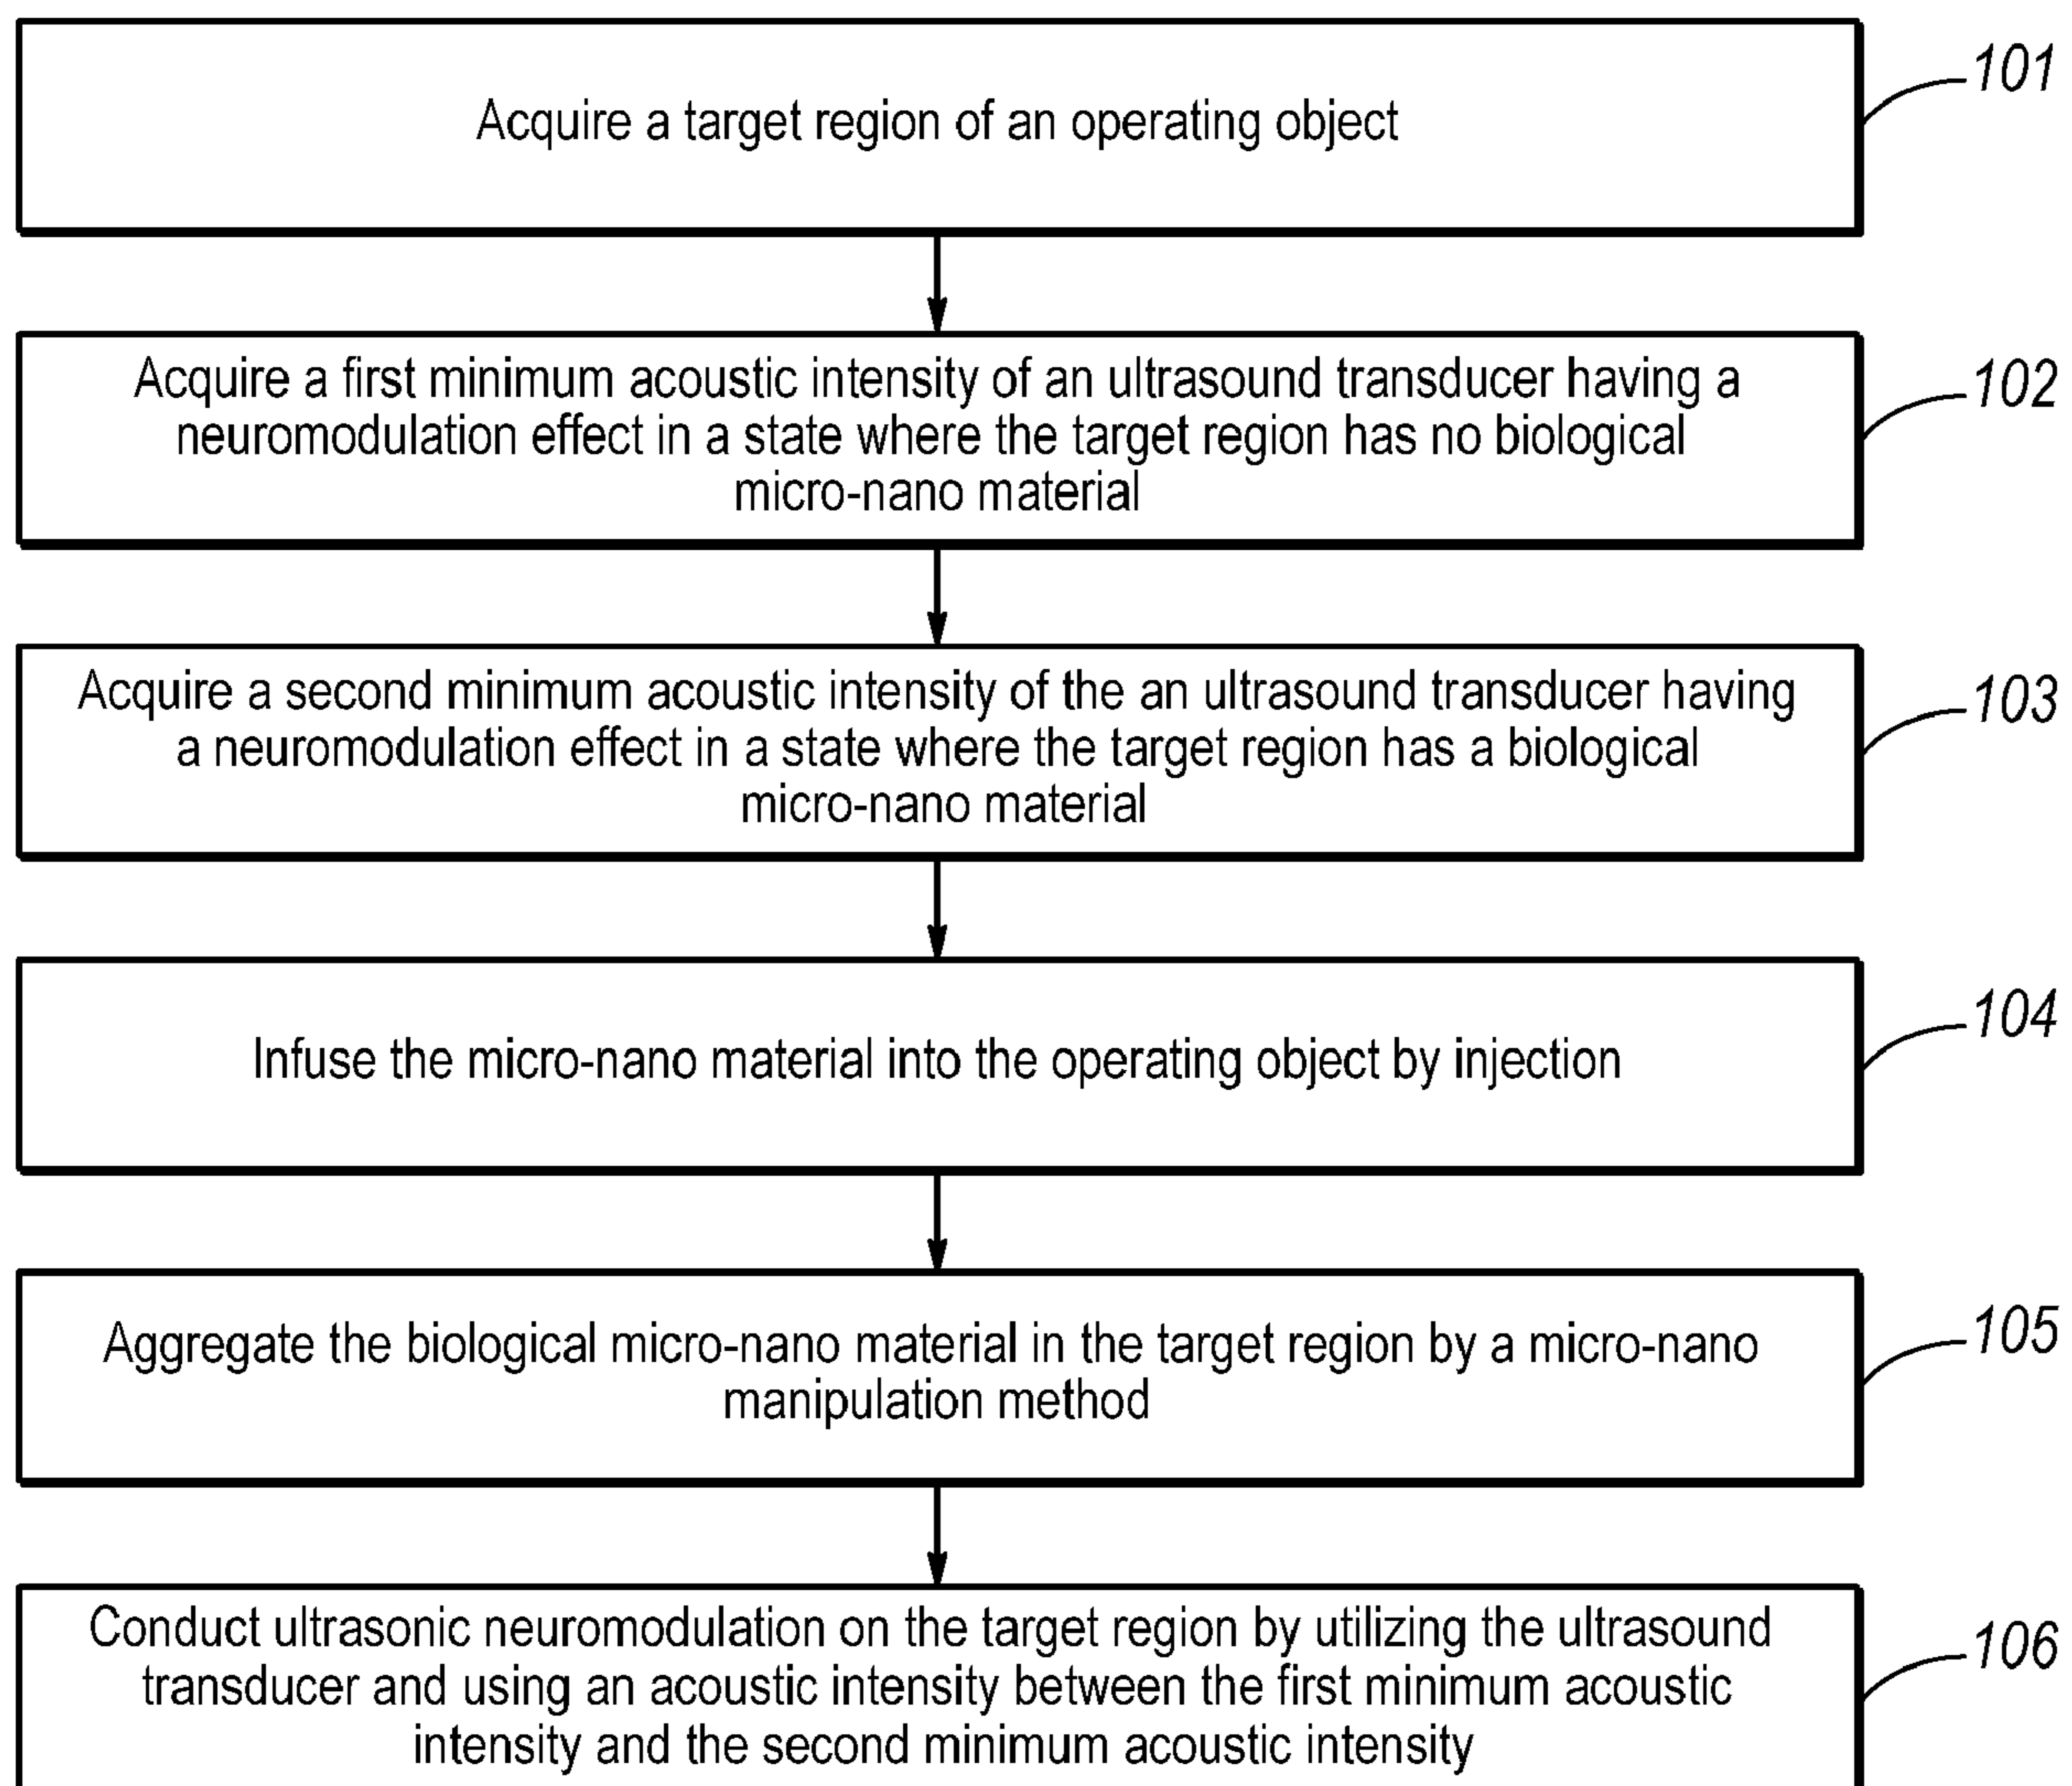 Acquire a target region of an operating object
101
Acquire a first minimum acoustic intensity of an ultrasound transducer having a
neuromodulation effect in a state where the target region has no biological
micro-nano material
102
Acquire a second minimum acoustic intensity of the an ultrasound transducer having
a neuromodulation effect in a state where the target region has a biological
micro-nano material
103
Infuse the micro-nano material into the operating object by injection
104
Aggregate the biological micro-nano material in the target region by a micro-nano
manipulation method
105
Conduct ultrasonic neuromodulation on the target region by utilizing the ultrasound
transducer and using an acoustic intensity between the first minimum acoustic
intensity and the second minimum acoustic intensity
106